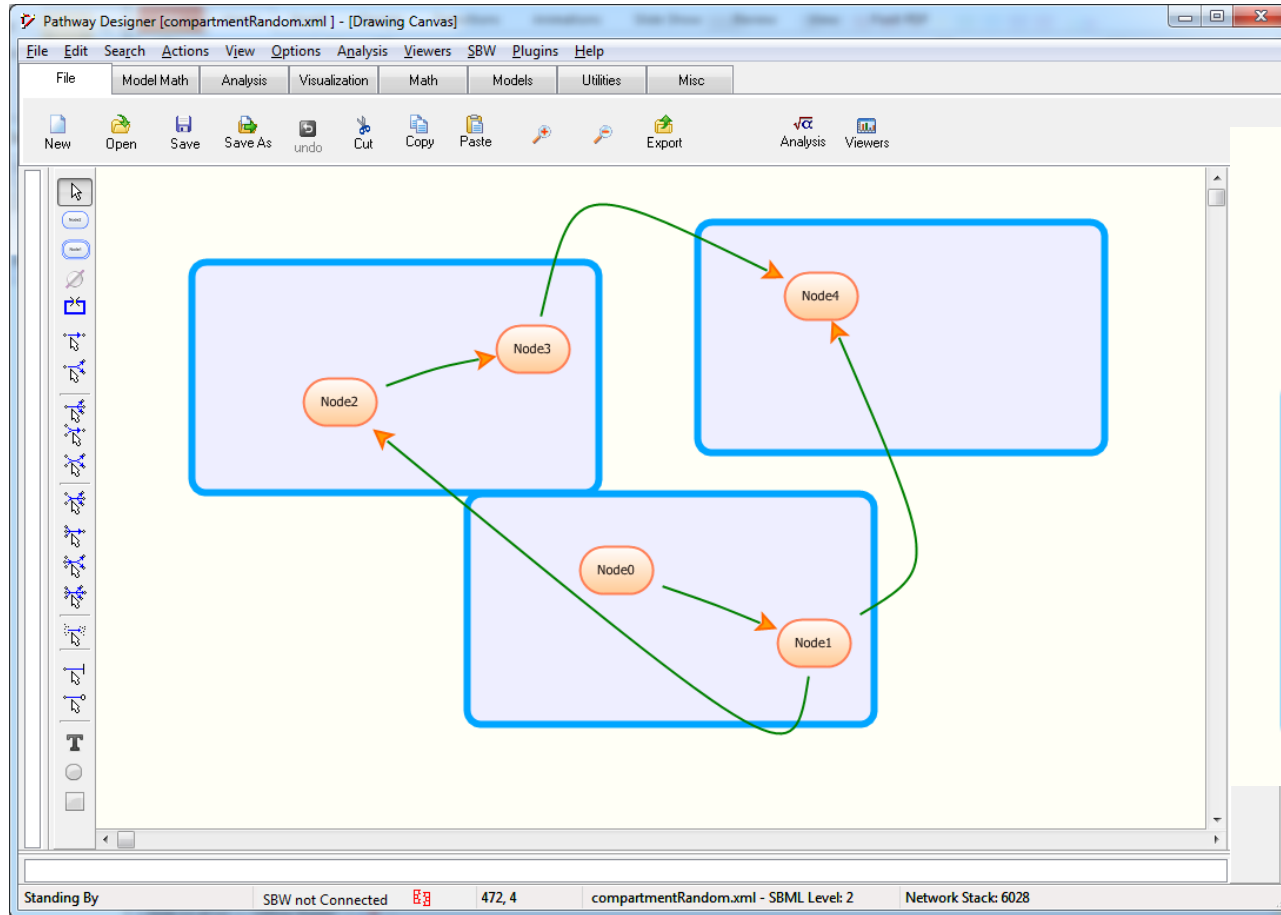 Pathway Designer [compartmentRandom.xml ] - [Drawing Canvas]
File Edit Search Actions View Options Analysis Viewers SBW Plugins Help
File Model Math Analysis Visualization Math Models Utilities Misc
New Open Save Save As undo Cut Copy Paste Export Analysis Viewers
Node4
Node3
Node2
Node0
Node1
T
Standing By SBW not Connected 472, 4 compartmentRandom.xml - SBML Level: 2 Network Stack: 6028